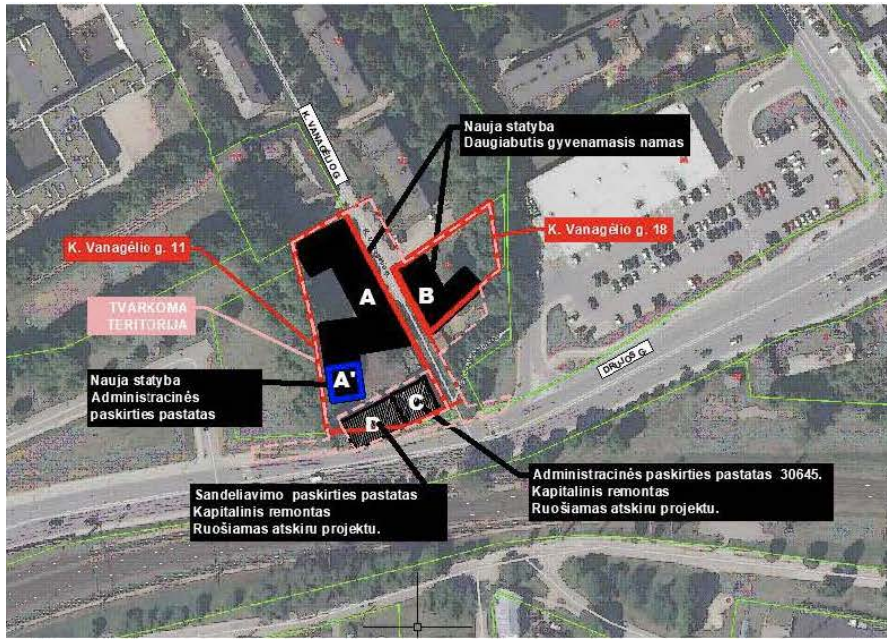 K. VANAGĖLIO G.
Nauja statyba
Daugiabutis gyvenamasis namas
K. Vanagėlio g. 11
K. Vanagėlio g. 18
A
B
TVARKOMA
TERITORIJA
DRUJOS G.
Nauja statyba
Administracinės
paskirties pastatas
A'
C
D
Sandeliavimo paskirties pastatas
Kapitalinis remontas
Ruošiamas atskiru projektu.
Administracinės paskirties pastatas 30645.
Kapitalinis remontas
Ruošiamas atskiru projektu.